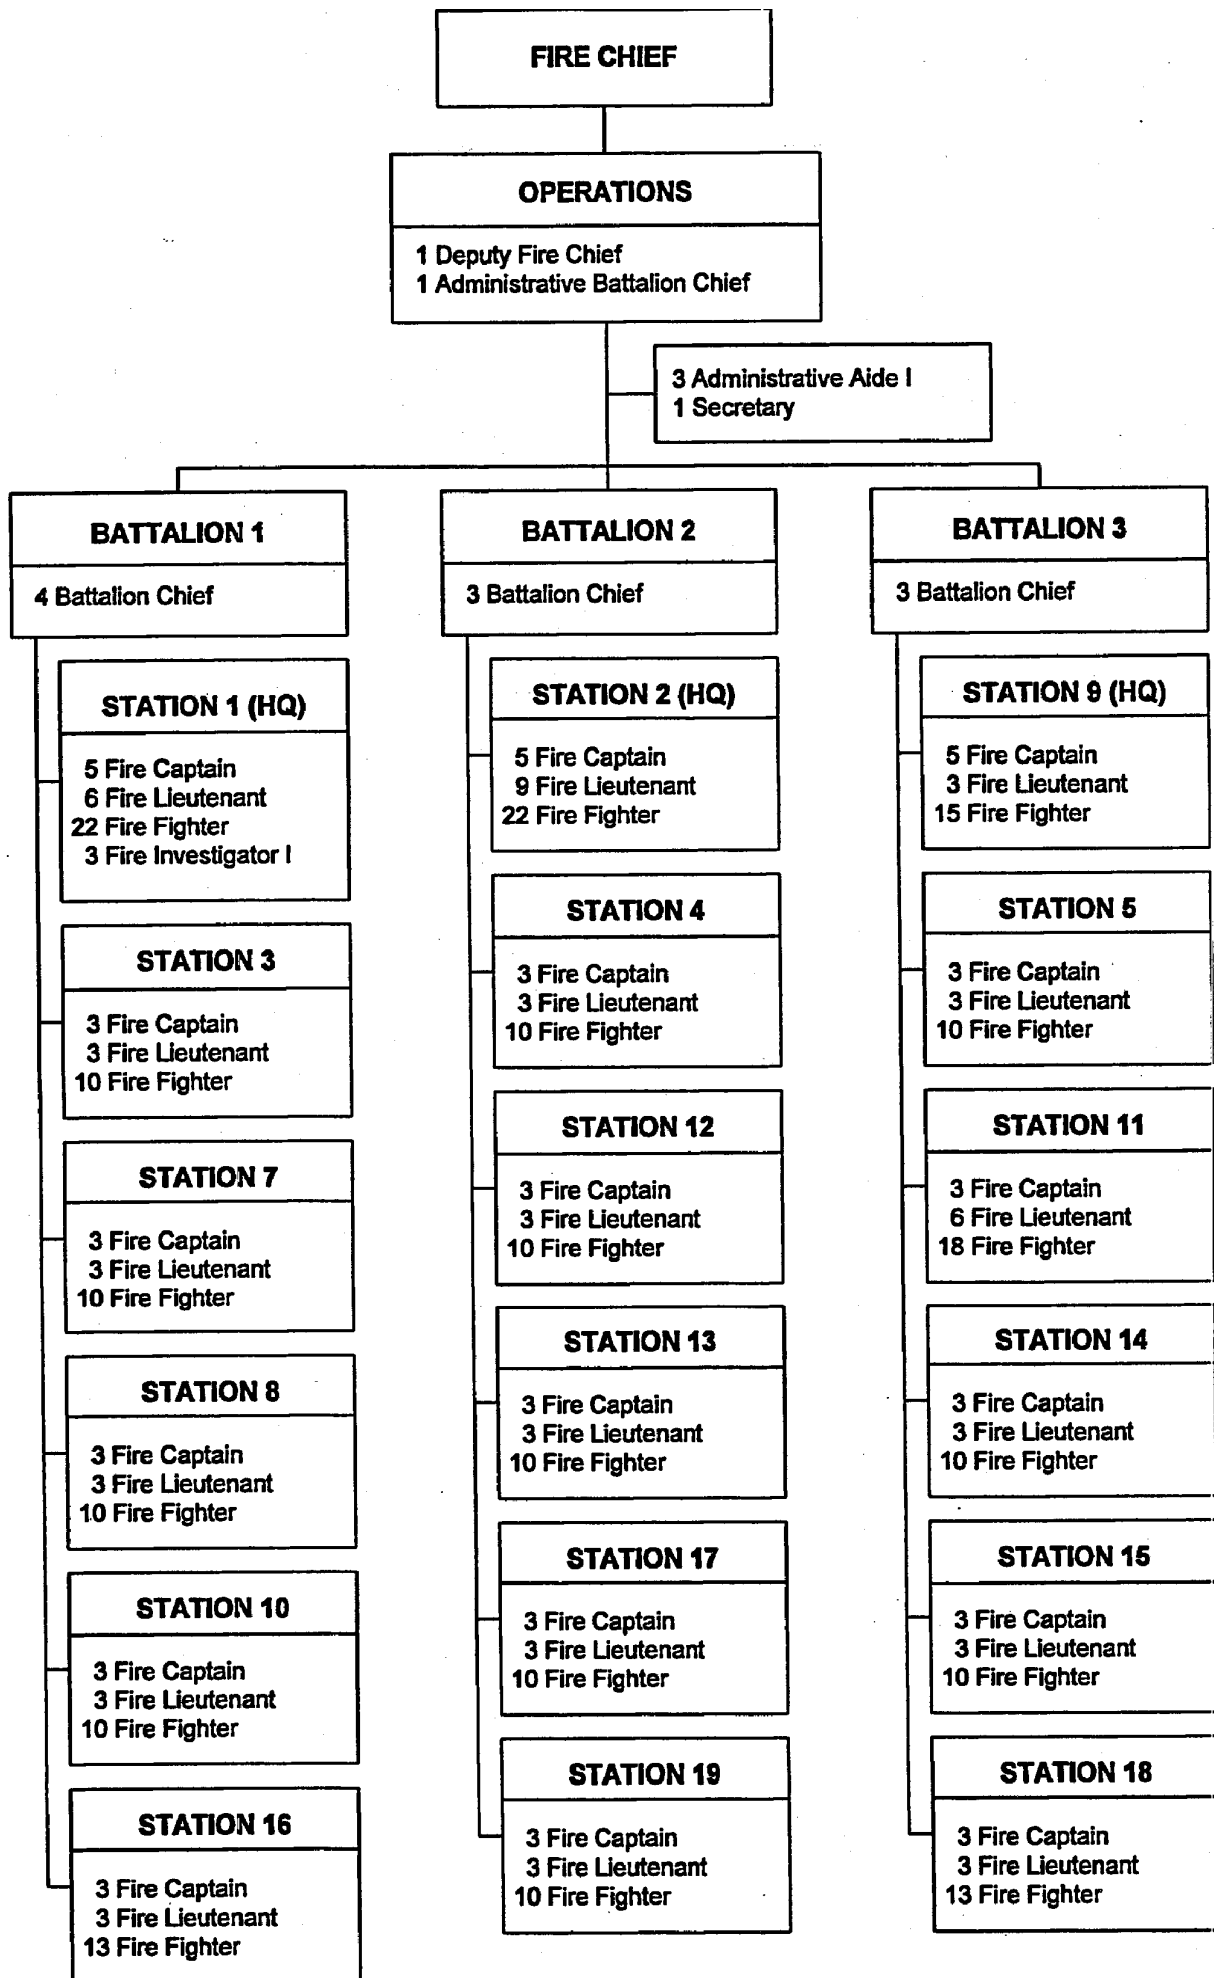 FIRE CHIEF
OPERATIONS
1 Deputy Fire Chief
1 Administrative Battalion Chief
3 Administrative Aide I
1 Secretary
BATTALION 1
4 Battalion Chief
STATION 1 (HQ)
5 Fire Captain
6 Fire Lieutenant
22 Fire Fighter
3 Fire Investigator I
STATION 3
3 Fire Captain
3 Fire Lieutenant
10 Fire Fighter
STATION 7
3 Fire Captain
3 Fire Lieutenant
10 Fire Fighter
STATION 8
3 Fire Captain
3 Fire Lieutenant
10 Fire Fighter
STATION 10
3 Fire Captain
3 Fire Lieutenant
10 Fire Fighter
STATION 16
3 Fire Captain
3 Fire Lieutenant
13 Fire Fighter
BATTALION 2
3 Battalion Chief
STATION 2 (HQ)
5 Fire Captain
9 Fire Lieutenant
22 Fire Fighter
STATION 4
3 Fire Captain
3 Fire Lieutenant
10 Fire Fighter
STATION 12
3 Fire Captain
3 Fire Lieutenant
10 Fire Fighter
STATION 13
3 Fire Captain
3 Fire Lieutenant
10 Fire Fighter
STATION 17
3 Fire Captain
3 Fire Lieutenant
10 Fire Fighter
STATION 19
3 Fire Captain
3 Fire Lieutenant
10 Fire Fighter
BATTALION 3
3 Battalion Chief
STATION 9 (HQ)
5 Fire Captain
3 Fire Lieutenant
15 Fire Fighter
STATION 5
3 Fire Captain
3 Fire Lieutenant
10 Fire Fighter
STATION 11
3 Fire Captain
6 Fire Lieutenant
18 Fire Fighter
STATION 14
3 Fire Captain
3 Fire Lieutenant
10 Fire Fighter
STATION 15
3 Fire Captain
3 Fire Lieutenant
10 Fire Fighter
STATION 18
3 Fire Captain
3 Fire Lieutenant
13 Fire Fighter